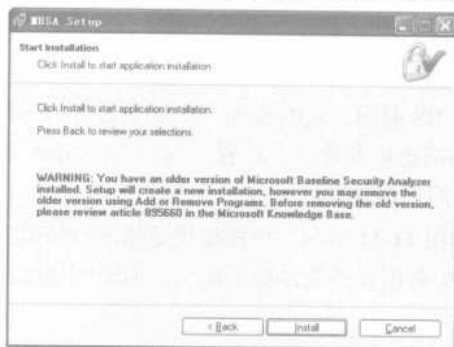 MBSA Setup
Start Installation
Click Install to start application installation
Click Install to start application installation.
Press Back to review your selections.
WARNING: You have an older version of Microsoft Baseline Security Analyzer
installed. Setup will create a new installation, however you may remove the
older version using Add or Remove Programs. Before removing the old version,
please review article 895660 in the Microsoft Knowledge Base.
< Back
Install
Cancel